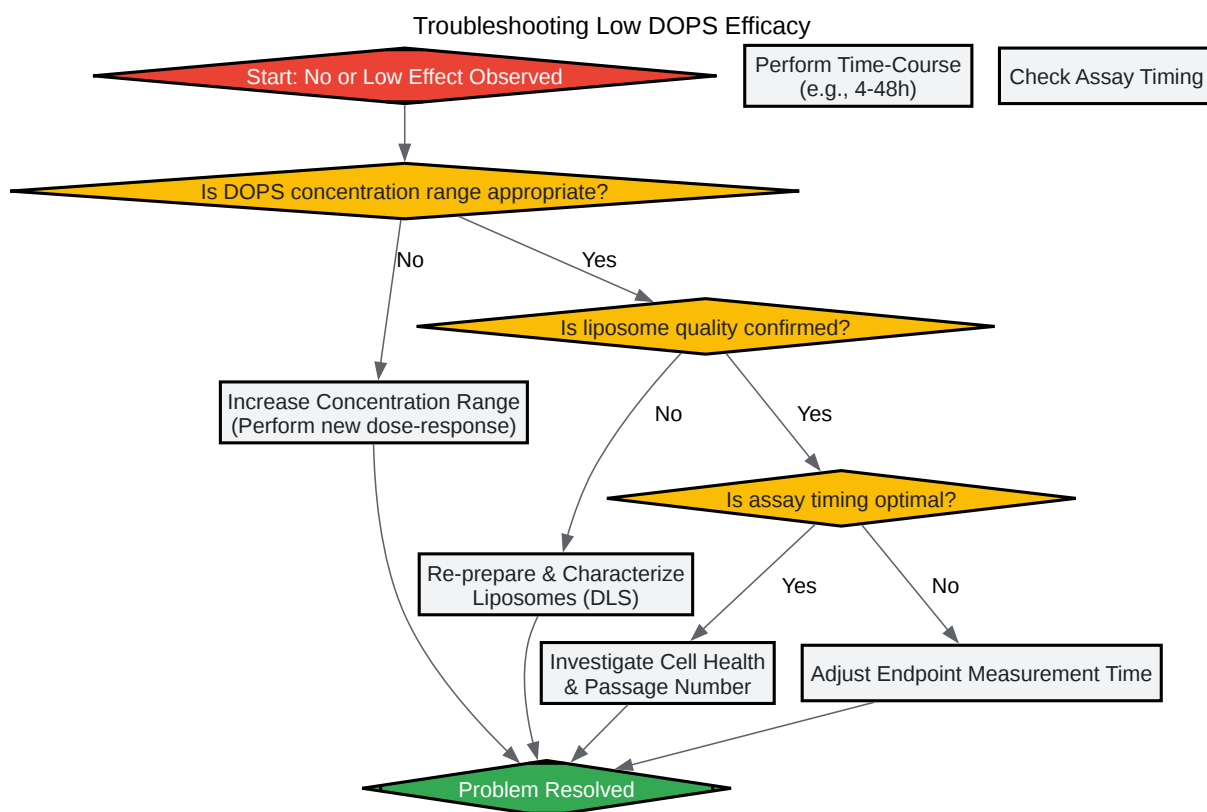 Troubleshooting Low DOPS Efficacy
Start: No or Low Effect Observed
Perform Time-Course
(e.g., 4-48h)
Check Assay Timing
Is DOPS concentration range appropriate?
No
Yes
Is liposome quality confirmed?
Increase Concentration Range
(Perform new dose-response)
No
Yes
Is assay timing optimal?
Re-prepare & Characterize
Liposomes (DLS)
Yes
No
Investigate Cell Health
& Passage Number
Adjust Endpoint Measurement Time
Problem Resolved